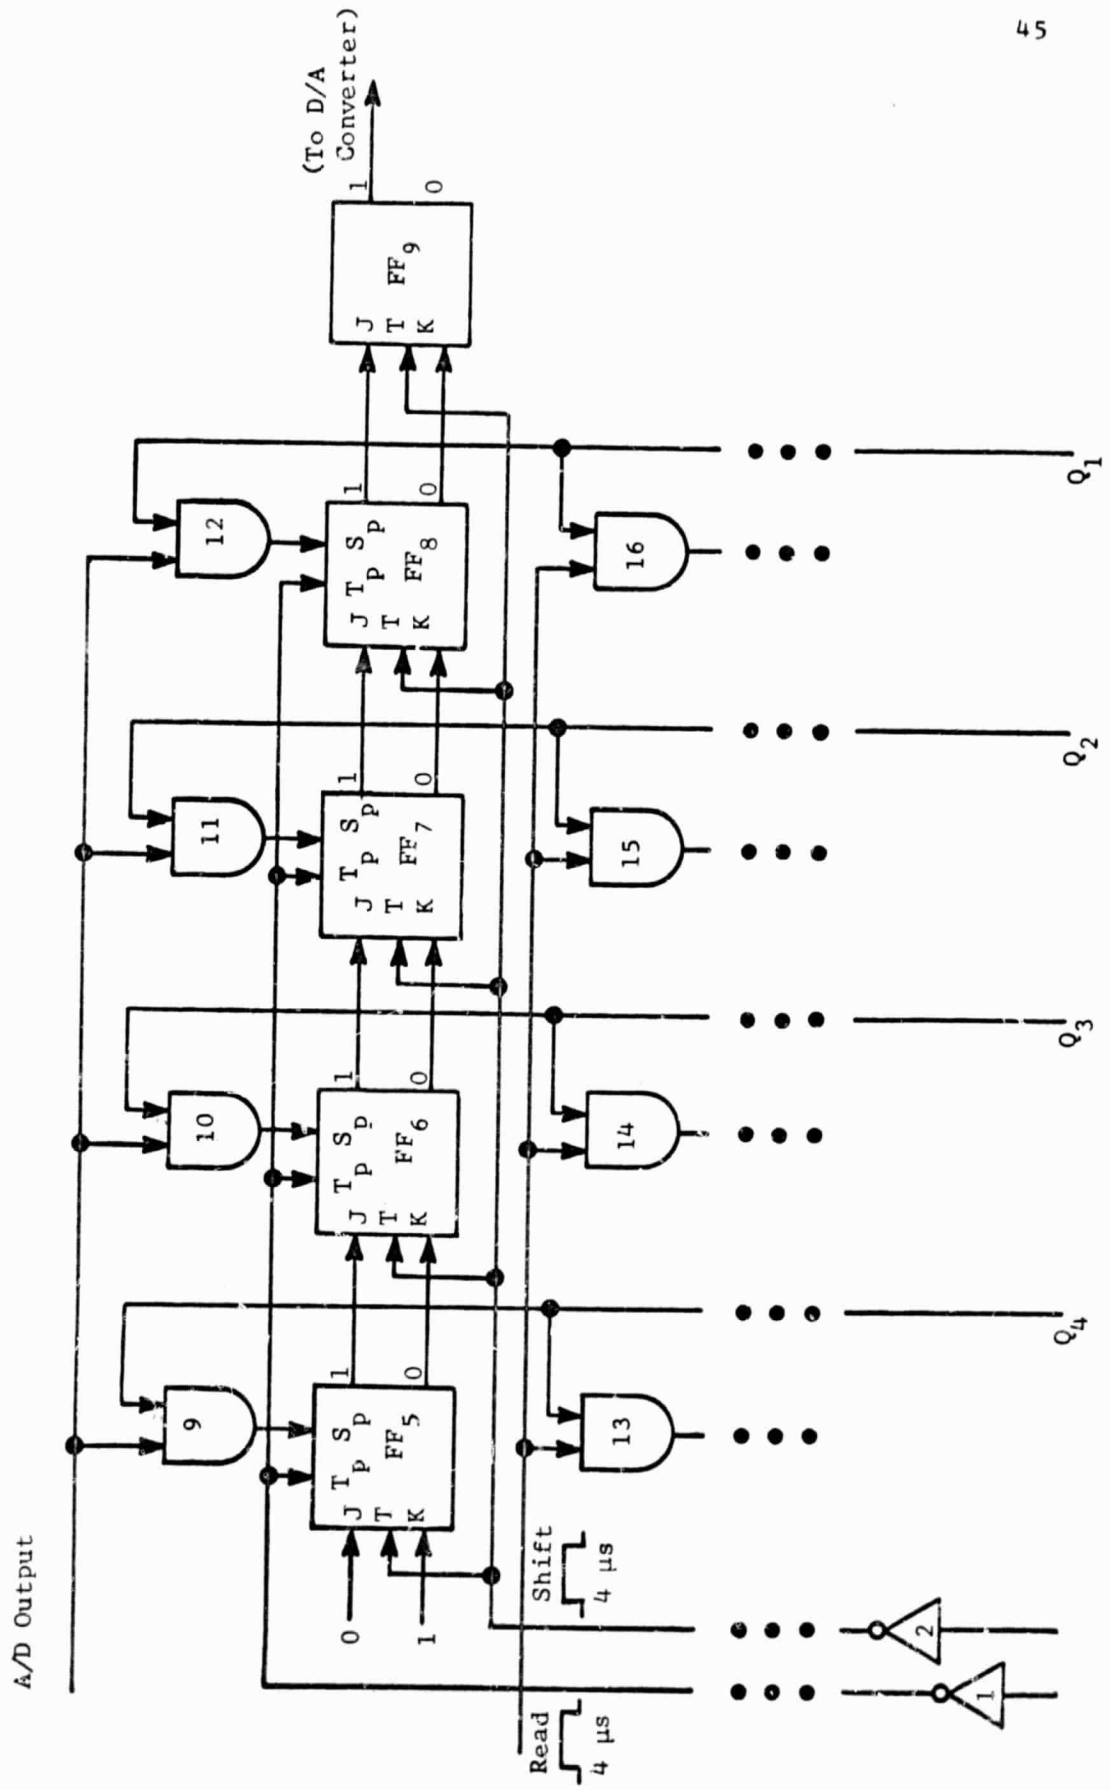 45
A/D Output
(To D/A
Converter)
9
10
11
12
0
1
J
T
K
Tp
Sp
FF5
1
0
J
T
K
Tp
Sp
FF6
1
0
J
T
K
Tp
Sp
FF7
1
0
J
T
K
Tp
Sp
FF8
1
0
J
T
K
FF9
1
0
Read
4 µs
Shift
4 µs
13
14
15
16
1
2
Q4
Q3
Q2
Q1